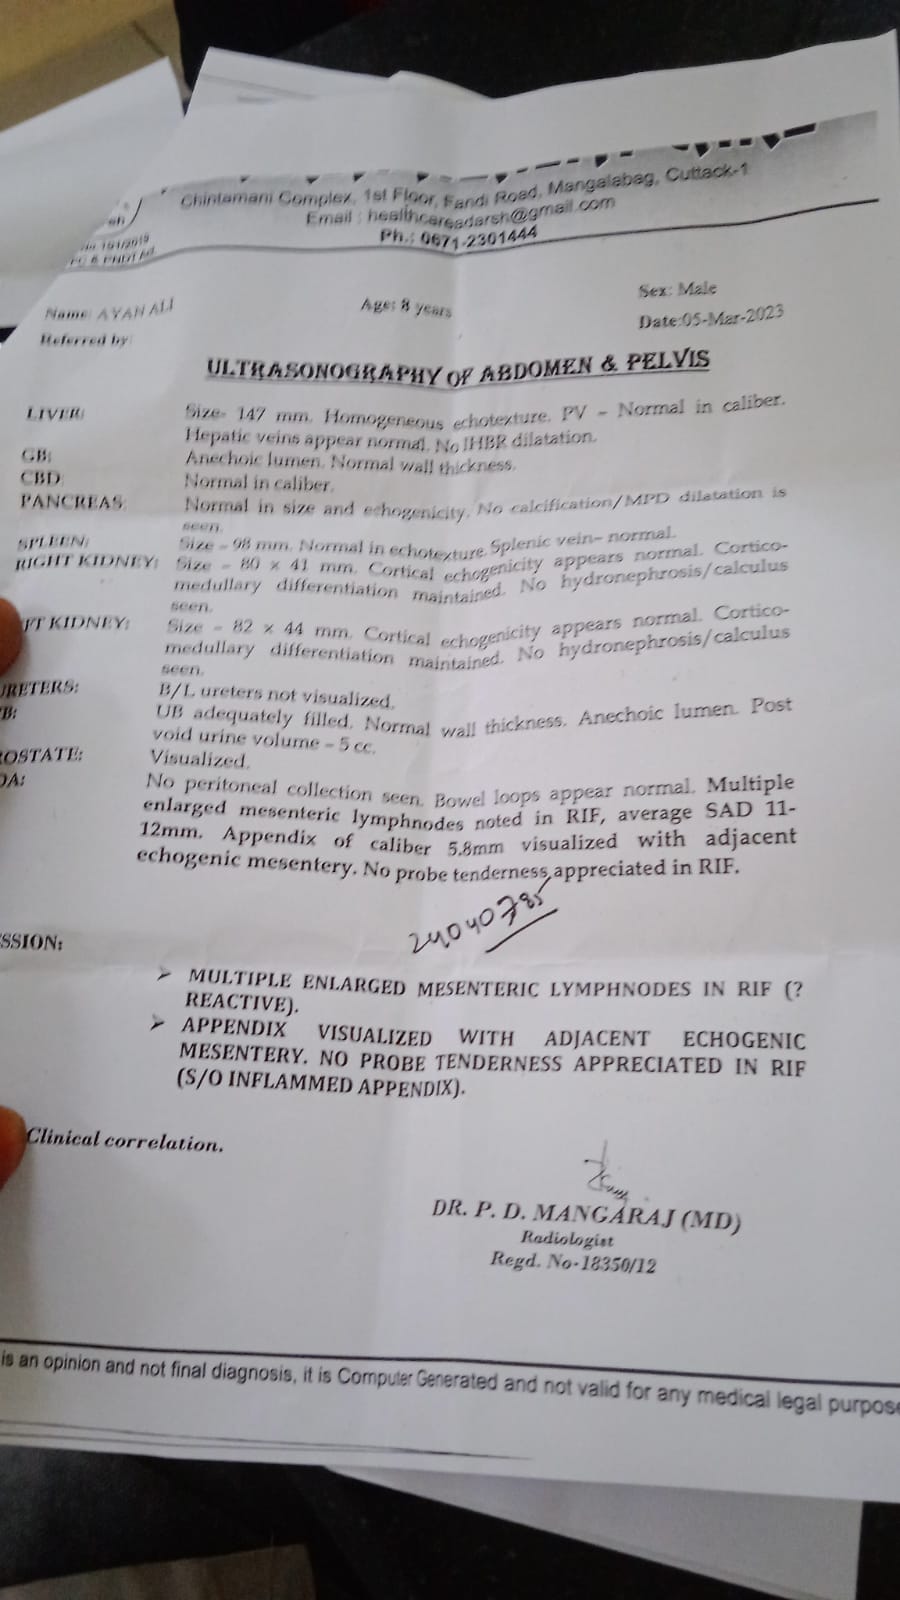 Chintamani Complex, 1st Floor, Fandi Road, Mangalabag, Cuttack-1
Email : healthcareadarsh@gmail.com
Ph.: 0671-2301444
Name: AYAN ALI Age: 8 years Sex: Male
Referred by: Date:05-Mar-2023
ULTRASONOGRAPHY OF ABDOMEN & PELVIS
LIVER: Size- 147 mm. Homogeneous echotexture. PV – Normal in caliber.
Hepatic veins appear normal. No IHBR dilatation.
GB: Anechoic lumen. Normal wall thickness.
CBD: Normal in caliber.
PANCREAS: Normal in size and echogenicity. No calcification/MPD dilatation is
seen.
SPLEEN: Size – 98 mm. Normal in echotexture. Splenic vein– normal.
RIGHT KIDNEY: Size – 80 x 41 mm. Cortical echogenicity appears normal. Cortico-
medullary differentiation maintained. No hydronephrosis/calculus
seen.
FT KIDNEY: Size – 82 x 44 mm. Cortical echogenicity appears normal. Cortico-
medullary differentiation maintained. No hydronephrosis/calculus
seen.
URETERS: B/L ureters not visualized.
B: UB adequately filled. Normal wall thickness. Anechoic lumen. Post
void urine volume – 5 cc.
ROSTATE: Visualized.
OA: No peritoneal collection seen. Bowel loops appear normal. Multiple
enlarged mesenteric lymphnodes noted in RIF, average SAD 11-
12mm. Appendix of caliber 5.8mm visualized with adjacent
echogenic mesentery. No probe tenderness appreciated in RIF.
24040785
SSION:
➢ MULTIPLE ENLARGED MESENTERIC LYMPHNODES IN RIF (?
REACTIVE).
➢ APPENDIX VISUALIZED WITH ADJACENT ECHOGENIC
MESENTERY. NO PROBE TENDERNESS APPRECIATED IN RIF
(S/O INFLAMMED APPENDIX).
Clinical correlation.
DR. P. D. MANGARAJ (MD)
Radiologist
Regd. No-18350/12
is an opinion and not final diagnosis, it is Computer Generated and not valid for any medical legal purpose